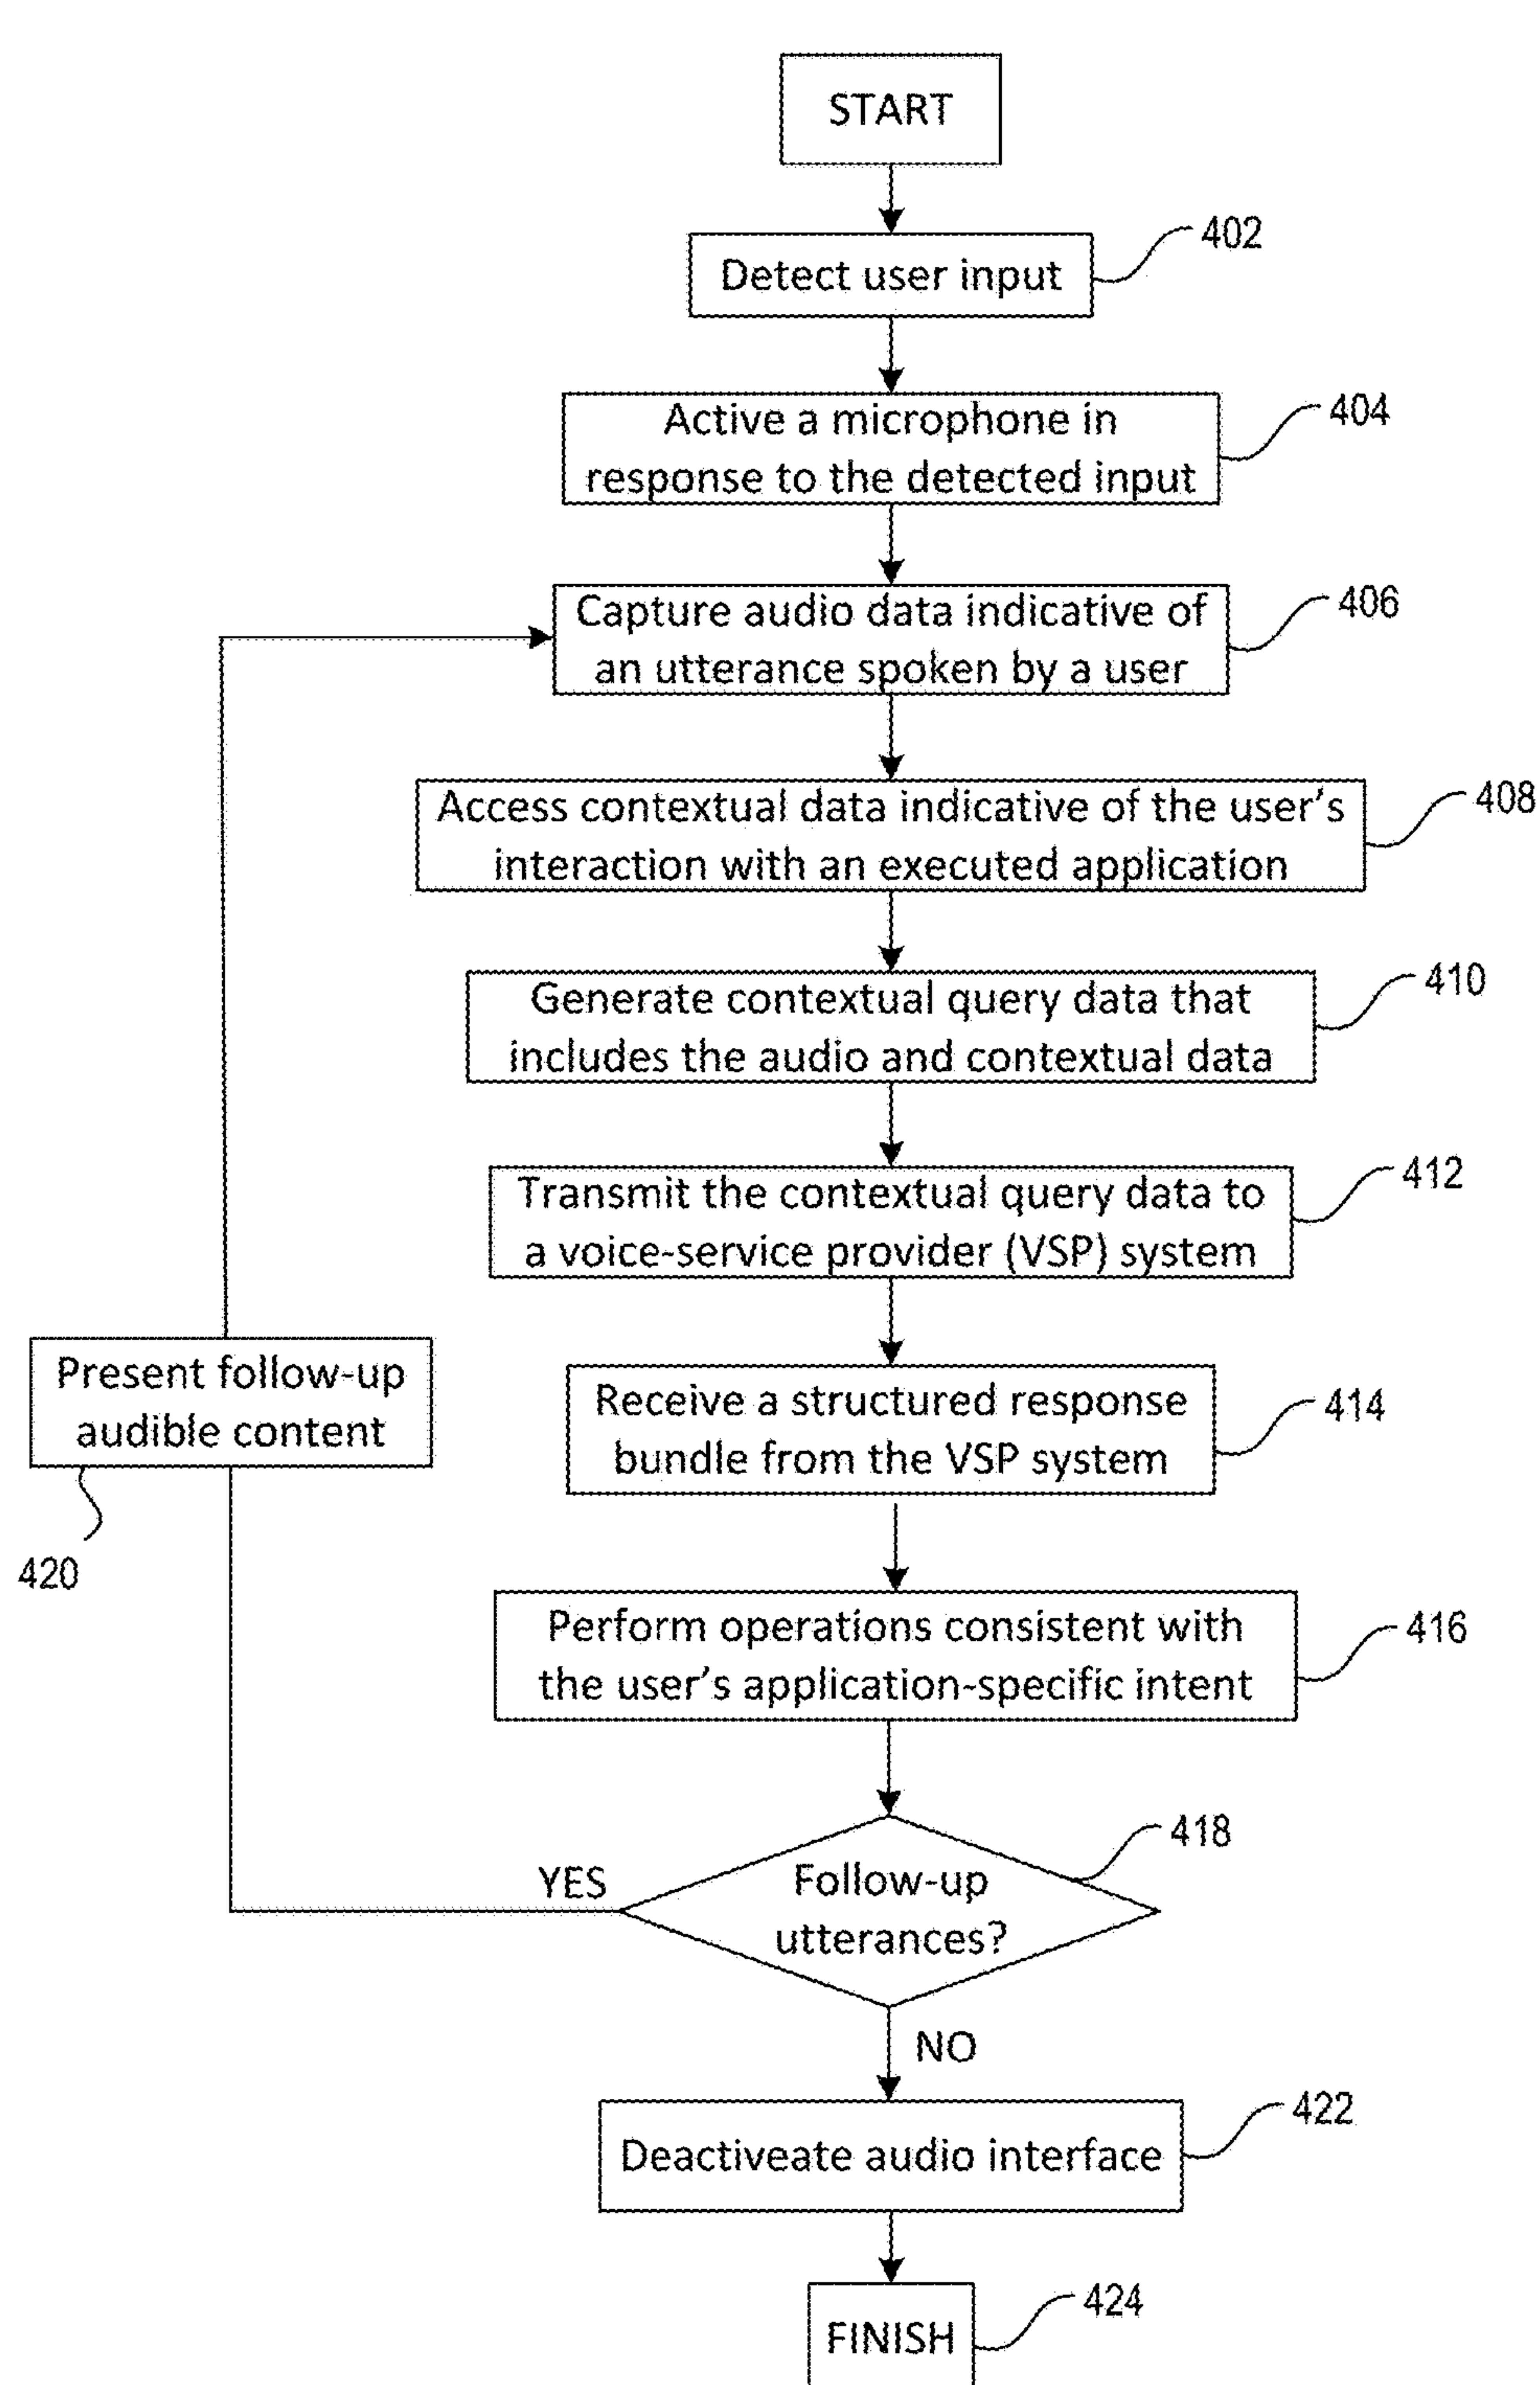 START
402
Detect user input
404
Active a microphone in
response to the detected input
406
Capture audio data indicative of
an utterance spoken by a user
408
Access contextual data indicative of the user's
interaction with an executed application
410
Generate contextual query data that
includes the audio and contextual data
412
Transmit the contextual query data to
a voice-service provider (VSP) system
Present follow-up
audible content
420
414
Receive a structured response
bundle from the VSP system
416
Perform operations consistent with
the user's application-specific intent
418
YES
Follow-up
utterances?
NO
422
Deactiveate audio interface
424
FINISH